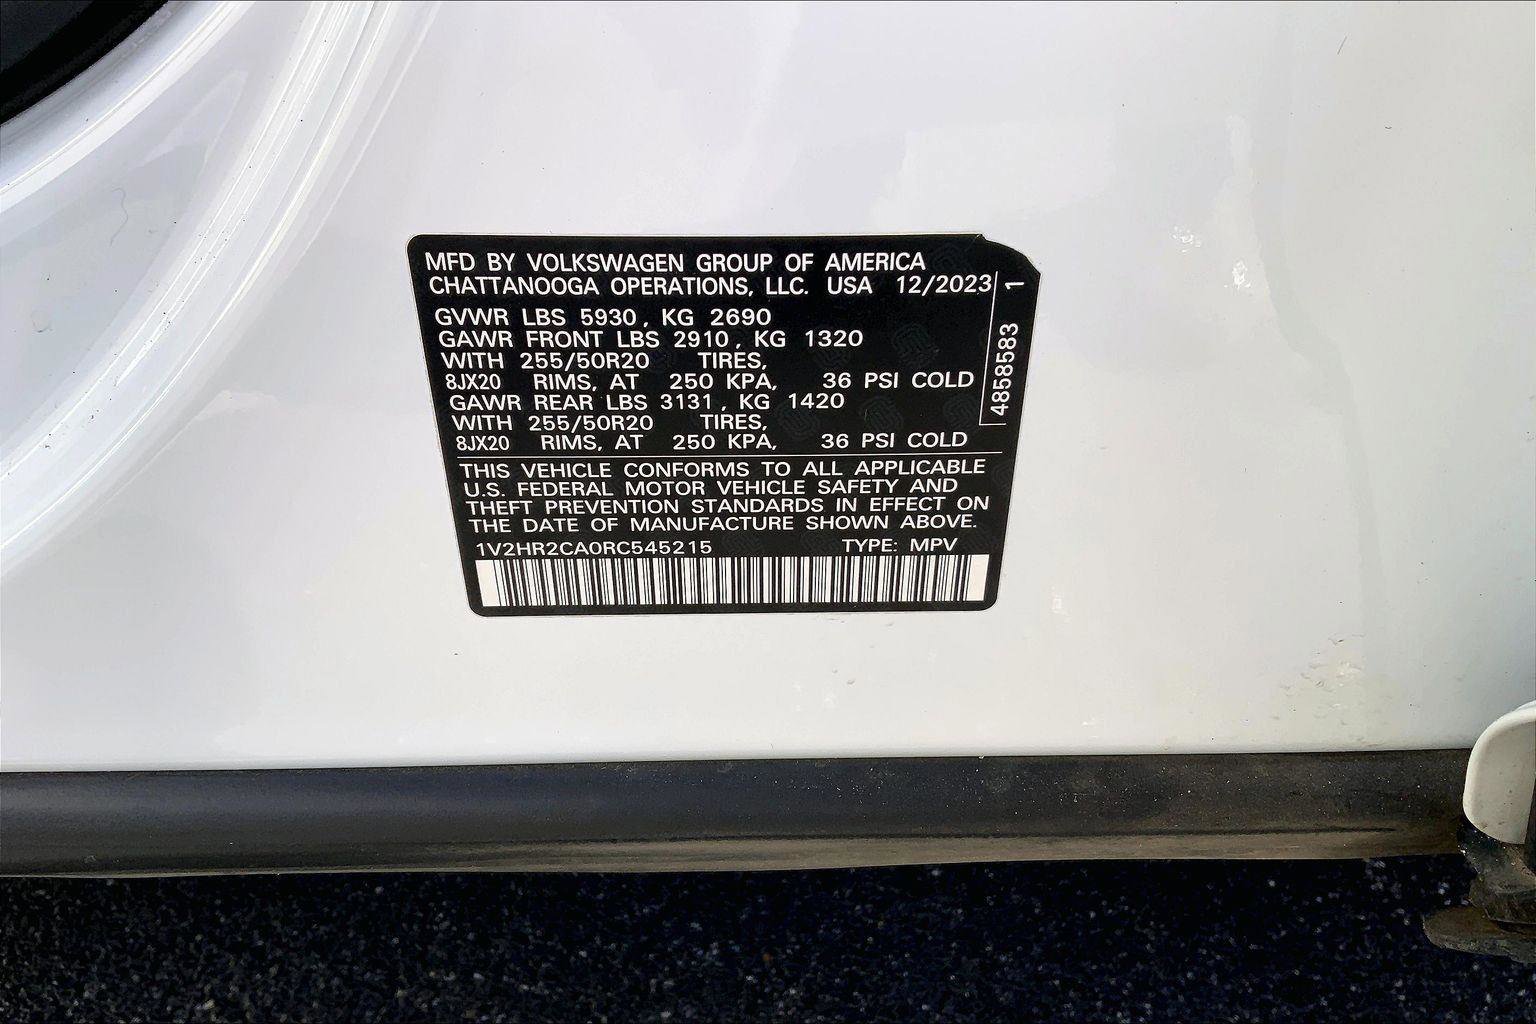 MFD BY VOLKSWAGEN GROUP OF AMERICA
CHATTANOOGA OPERATIONS, LLC. USA 12/2023
GVWR LBS 5930, KG 2690
GAWR FRONT LBS 2910, KG 1320
WITH 255/50R20 TIRES,
8JX20 RIMS, AT 250 KPA, 36 PSI COLD
GAWR REAR LBS 3131, KG 1420
WITH 255/50R20 TIRES,
8JX20 RIMS, AT 250 KPA, 36 PSI COLD
THIS VEHICLE CONFORMS TO ALL APPLICABLE
U.S. FEDERAL MOTOR VEHICLE SAFETY AND
THEFT PREVENTION STANDARDS IN EFFECT ON
THE DATE OF MANUFACTURE SHOWN ABOVE.
1V2HR2CA0RC545215 TYPE: MPV
4858583 1